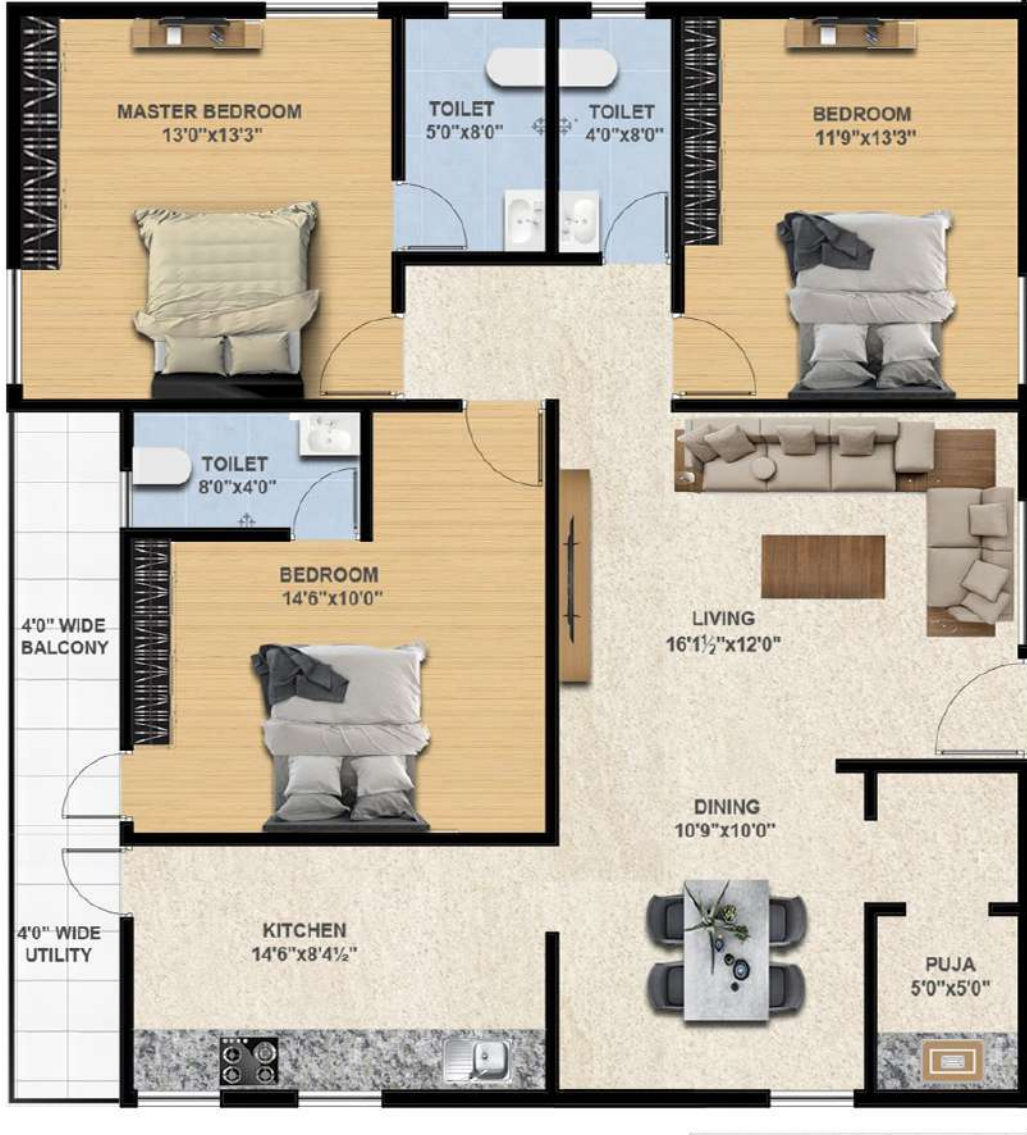 MASTER BEDROOM
13'0"x13'3"
TOILET
5'0"x8'0"
TOILET
4'0"x8'0"
BEDROOM
11'9"x13'3"
TOILET
8'0"x4'0"
BEDROOM
14'6"x10'0"
4'0" WIDE
BALCONY
LIVING
16'1½"x12'0"
DINING
10'9"x10'0"
4'0" WIDE
UTILITY
KITCHEN
14'6"x8'4½"
PUJA
5'0"x5'0"